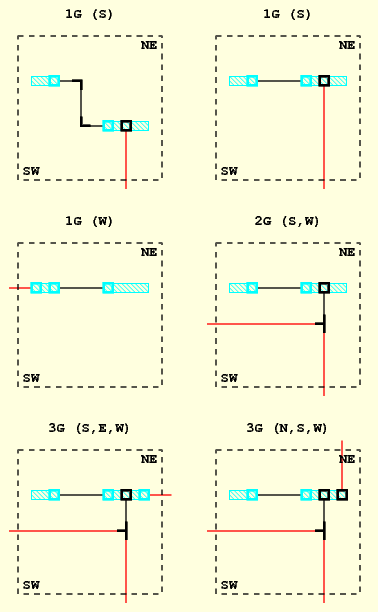 1G (S)
1G (S)
NE
NE
SW
SW
1G (W)
2G (S,W)
NE
NE
SW
SW
3G (S,E,W)
3G (N,S,W)
NE
NE
SW
SW